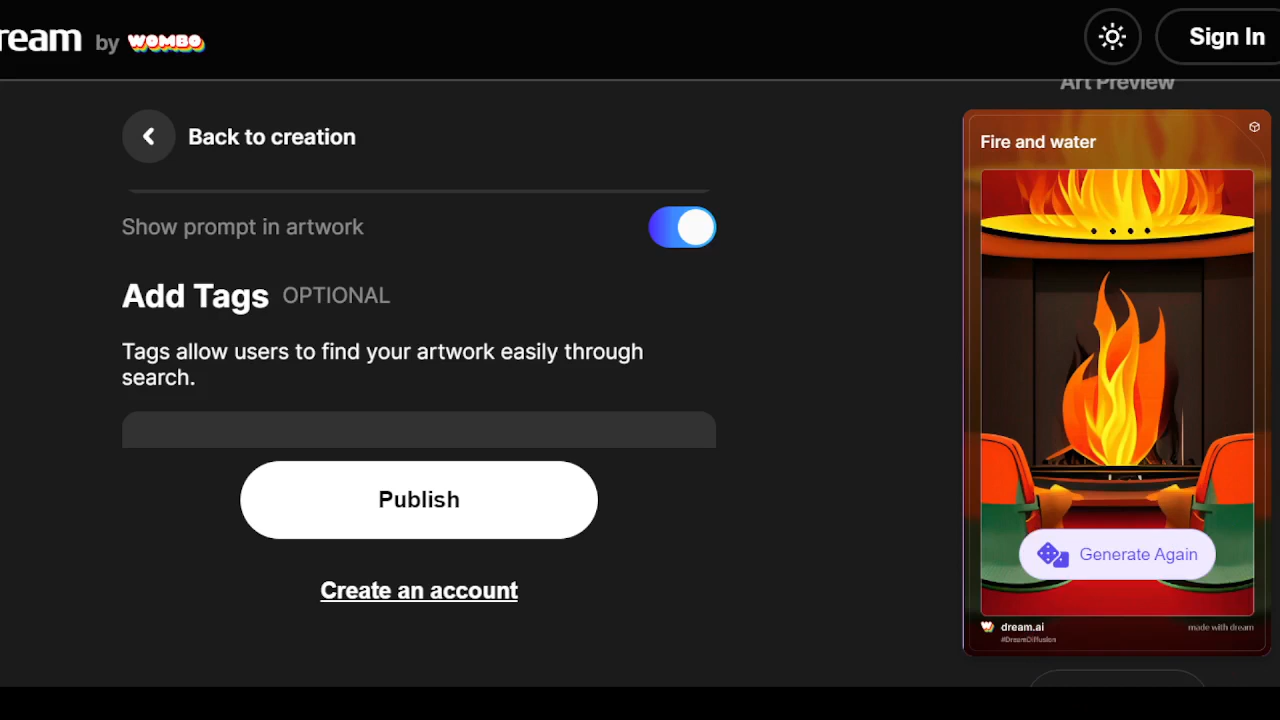 ream by WOMBO
Sign In
Art Preview
Back to creation
Fire and water
Show prompt in artwork
Add Tags OPTIONAL
Tags allow users to find your artwork easily through
search.
Publish
Generate Again
Create an account
dream.ai
made with dream
#DreamDiffusion